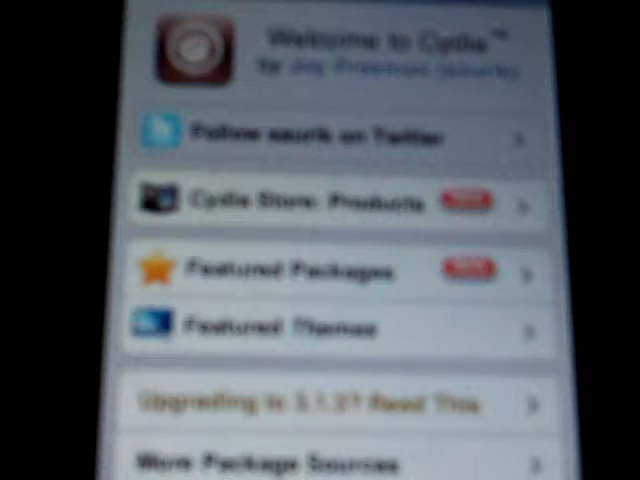 Welcome to Cydia™
by Jay Freeman (saurik)
Follow saurik on Twitter
Cydia Store: Products
Featured Packages
Featured Themes
Upgrading to 3.1.3? Read This
More Package Sources